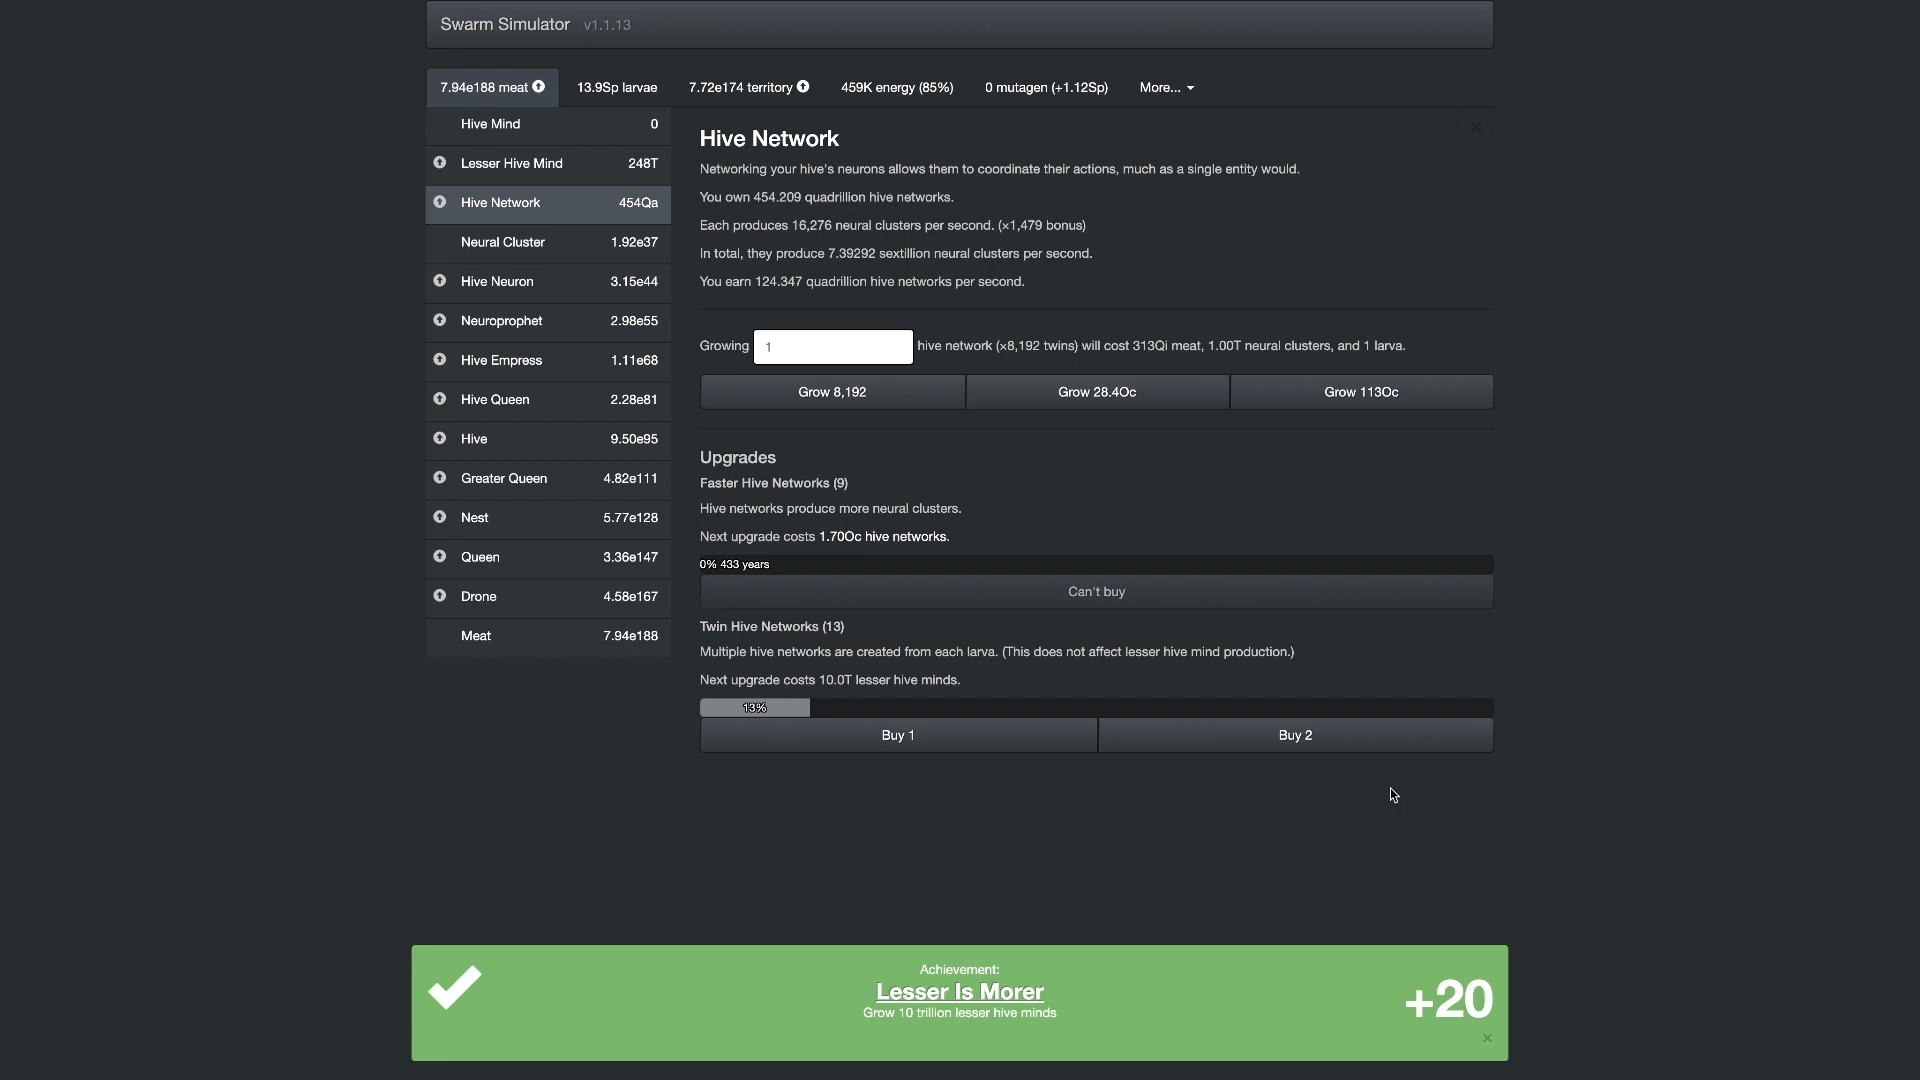 Swarm Simulator v1.1.13
7.94e188 meat 13.9Sp larvae 7.72e174 territory 459K energy (85%) 0 mutagen (+1.12Sp) More...
Hive Mind 0
Lesser Hive Mind 248T
Hive Network 454Qa
Neural Cluster 1.92e37
Hive Neuron 3.15e44
Neuroprophet 2.98e55
Hive Empress 1.11e68
Hive Queen 2.28e81
Hive 9.50e95
Greater Queen 4.82e111
Nest 5.77e128
Queen 3.36e147
Drone 4.58e167
Meat 7.94e188
Hive Network
Networking your hive's neurons allows them to coordinate their actions, much as a single entity would.
You own 454.209 quadrillion hive networks.
Each produces 16,276 neural clusters per second. (×1,479 bonus)
In total, they produce 7.39292 sextillion neural clusters per second.
You earn 124.347 quadrillion hive networks per second.
Growing 1 hive network (×8,192 twins) will cost 313Qi meat, 1.00T neural clusters, and 1 larva.
Grow 8,192 Grow 28.4Oc Grow 113Oc
Upgrades
Faster Hive Networks (9)
Hive networks produce more neural clusters.
Next upgrade costs 1.70Oc hive networks.
0% 433 years
Can't buy
Twin Hive Networks (13)
Multiple hive networks are created from each larva. (This does not affect lesser hive mind production.)
Next upgrade costs 10.0T lesser hive minds.
13%
Buy 1 Buy 2
Achievement:
Lesser Is Morer
Grow 10 trillion lesser hive minds
+20